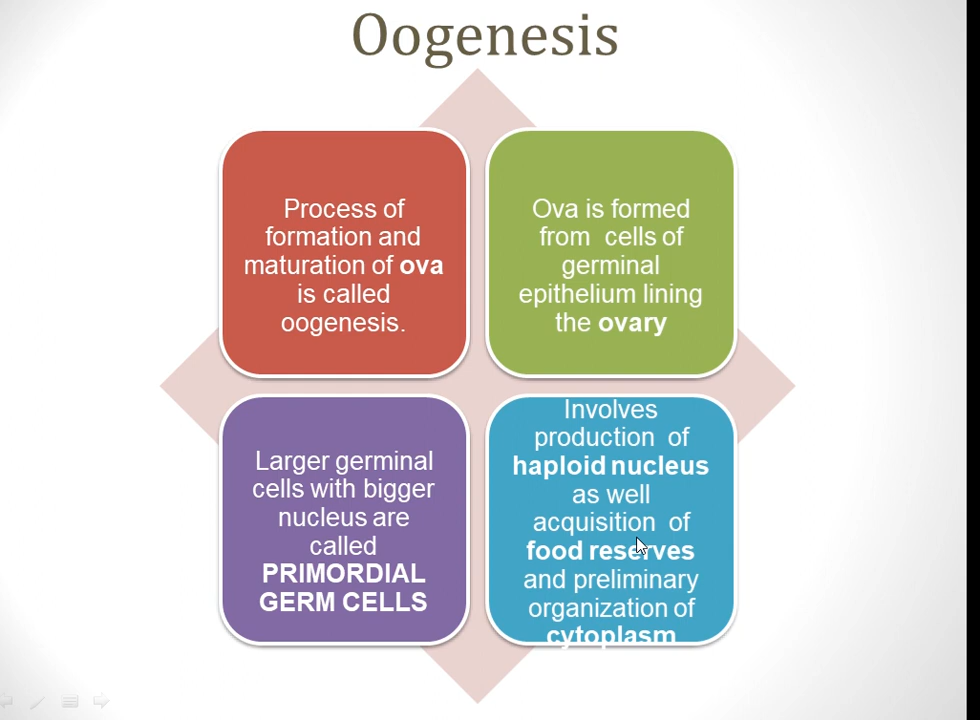 Oogenesis
Process of
formation and
maturation of ova
is called
oogenesis.
Ova is formed
from cells of
germinal
epithelium lining
the ovary
Larger germinal
cells with bigger
nucleus are
called
PRIMORDIAL
GERM CELLS
Involves
production of
haploid nucleus
as well
acquisition of
food reserves
and preliminary
organization of
cytoplasm